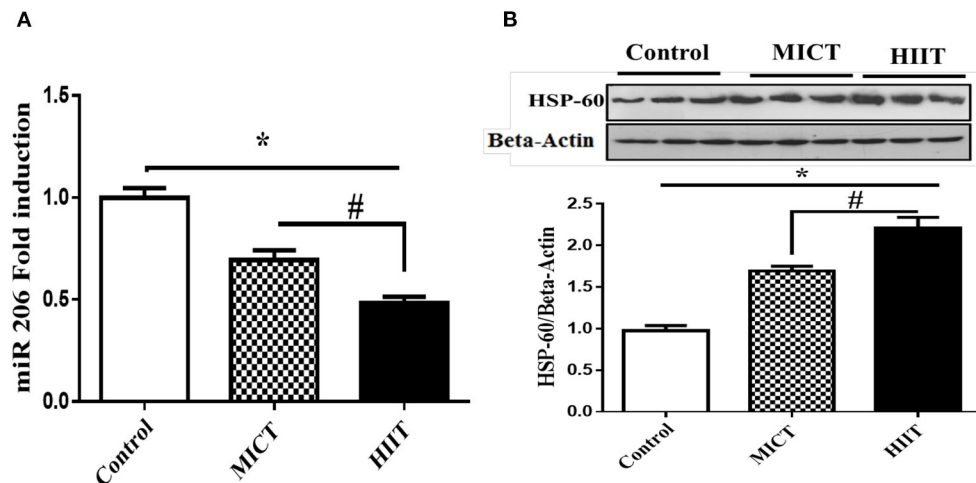 A
miR 206 Fold induction
1.5
1.0
0.5
0.0
*
#
Control
MICT
HIIT
B
Control MICT HIIT
HSP-60
Beta-Actin
HSP-60/Beta-Actin
2.5
2.0
1.5
1.0
0.5
0.0
*
#
Control
MICT
HIIT